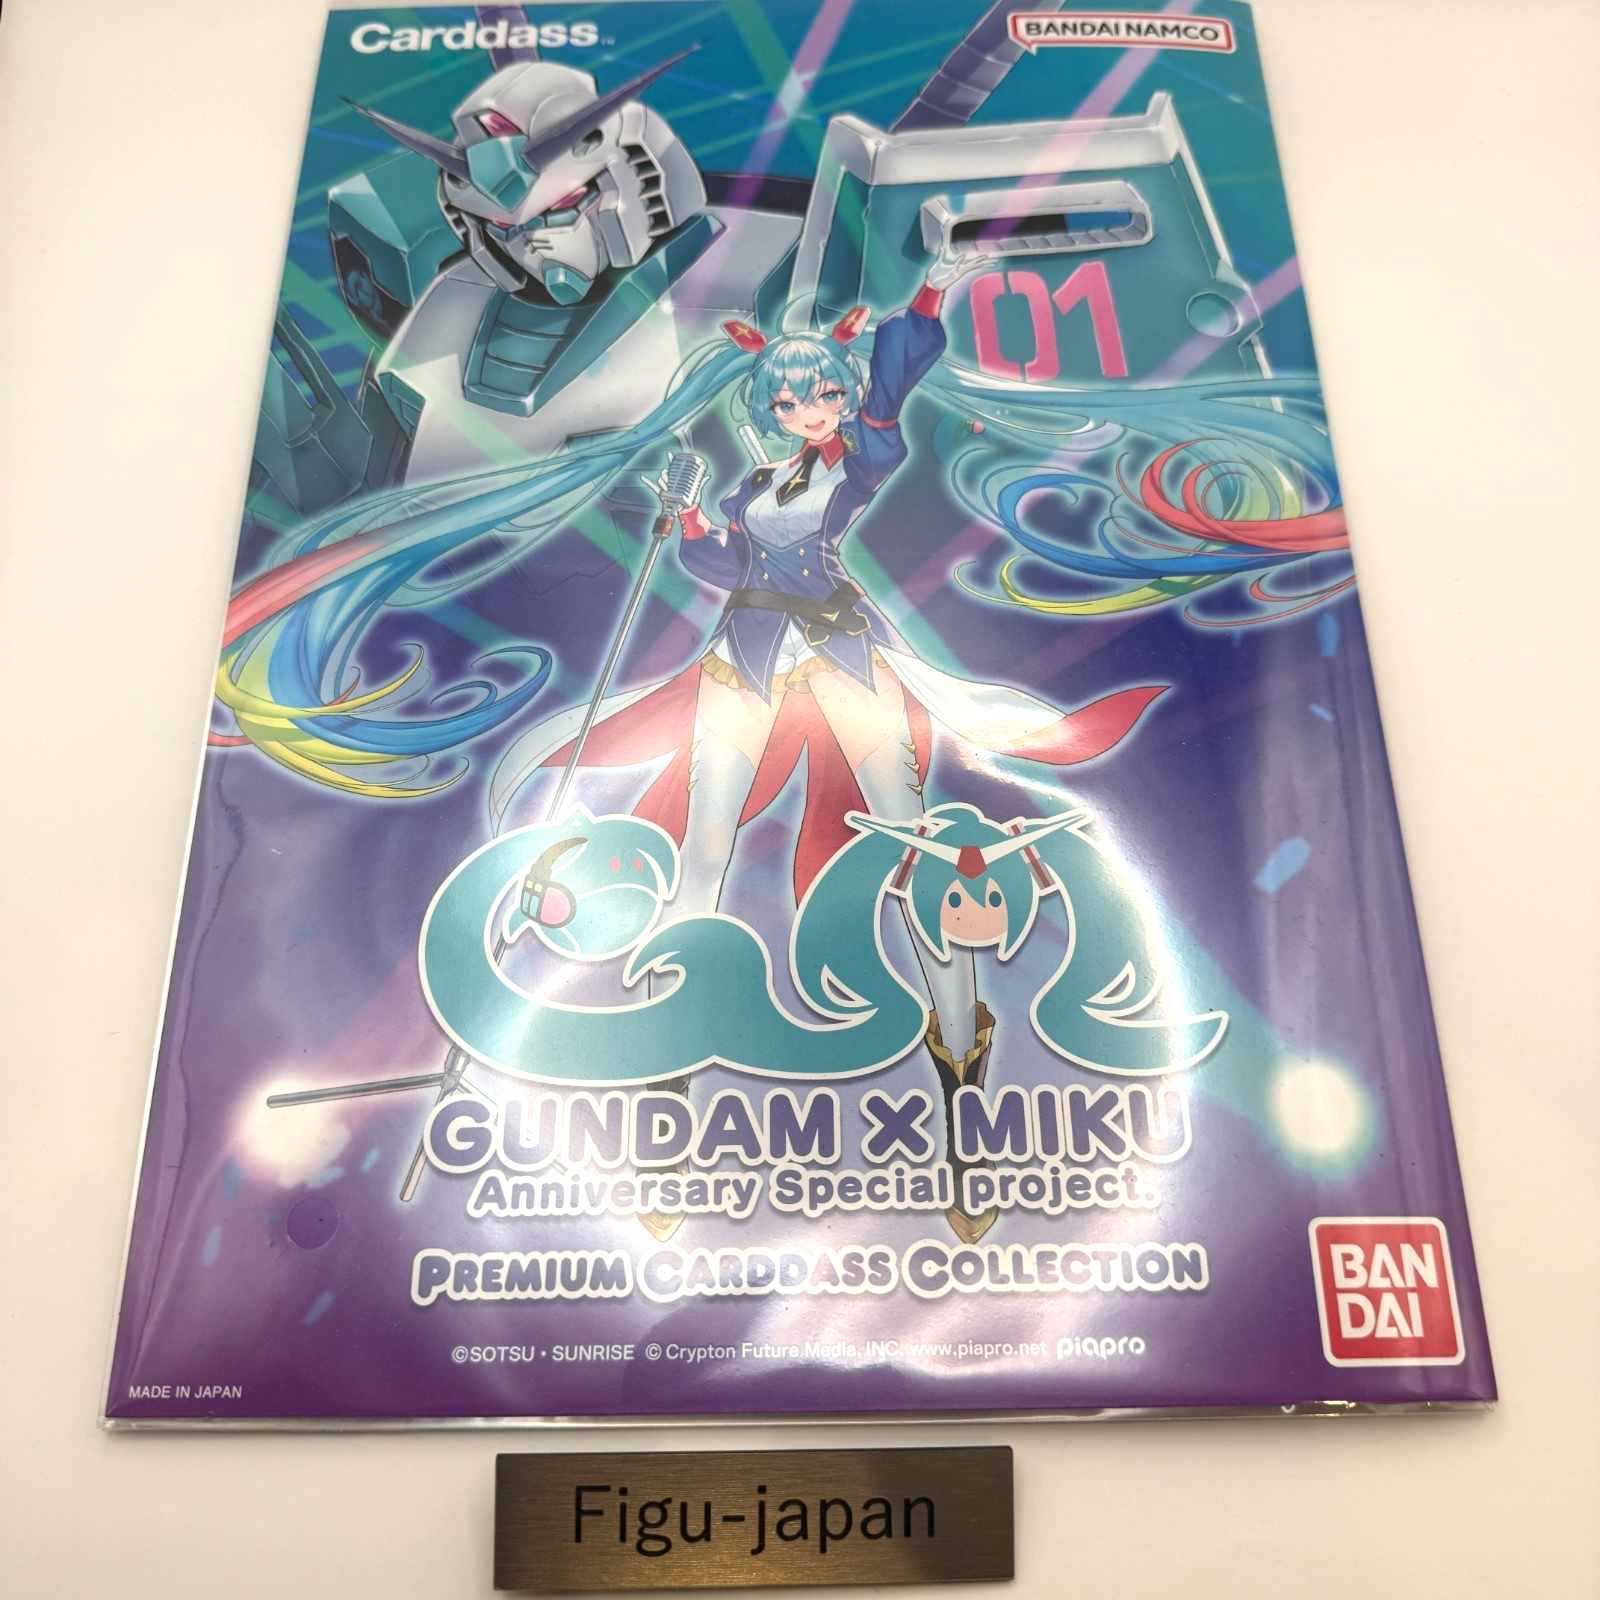 Carddass™
BANDAI NAMCO
01
GUNDAM X MIKU
Anniversary Special project.
PREMIUM CARDDASS COLLECTION
BAN
DAI
©SOTSU・SUNRISE © Crypton Future Media, INC. www.piapro.net piapro
MADE IN JAPAN
Figu-japan